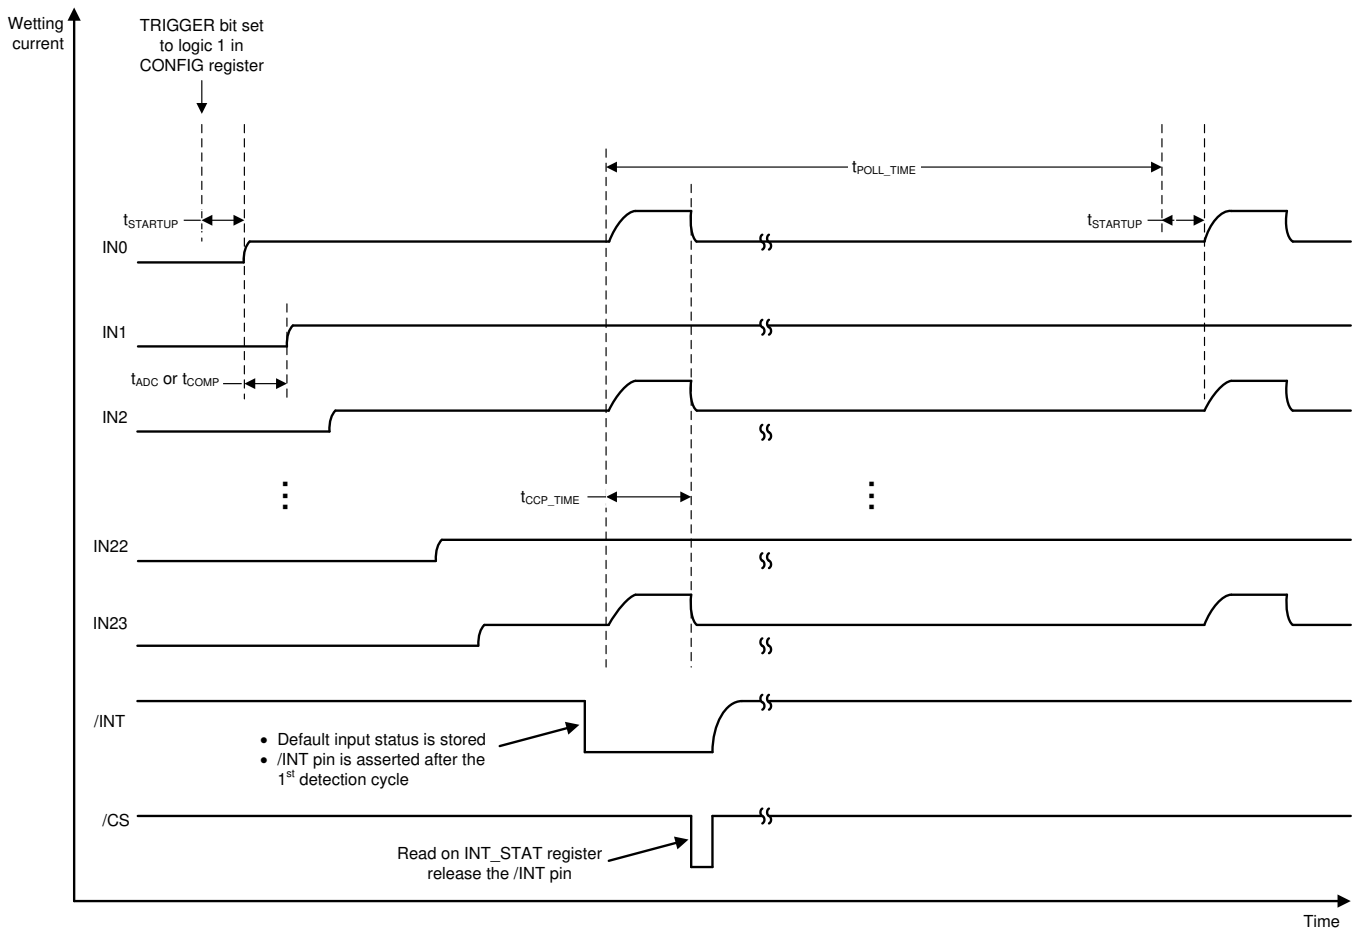 Wetting
current
TRIGGER bit set
to logic 1 in
CONFIG register
tPOLL_TIME
tSTARTUP
tSTARTUP
IN0
IN1
tADC or tCOMP
IN2
tCCP_TIME
IN22
IN23
/INT
• Default input status is stored
• /INT pin is asserted after the
1st detection cycle
/CS
Read on INT_STAT register
release the /INT pin
Time